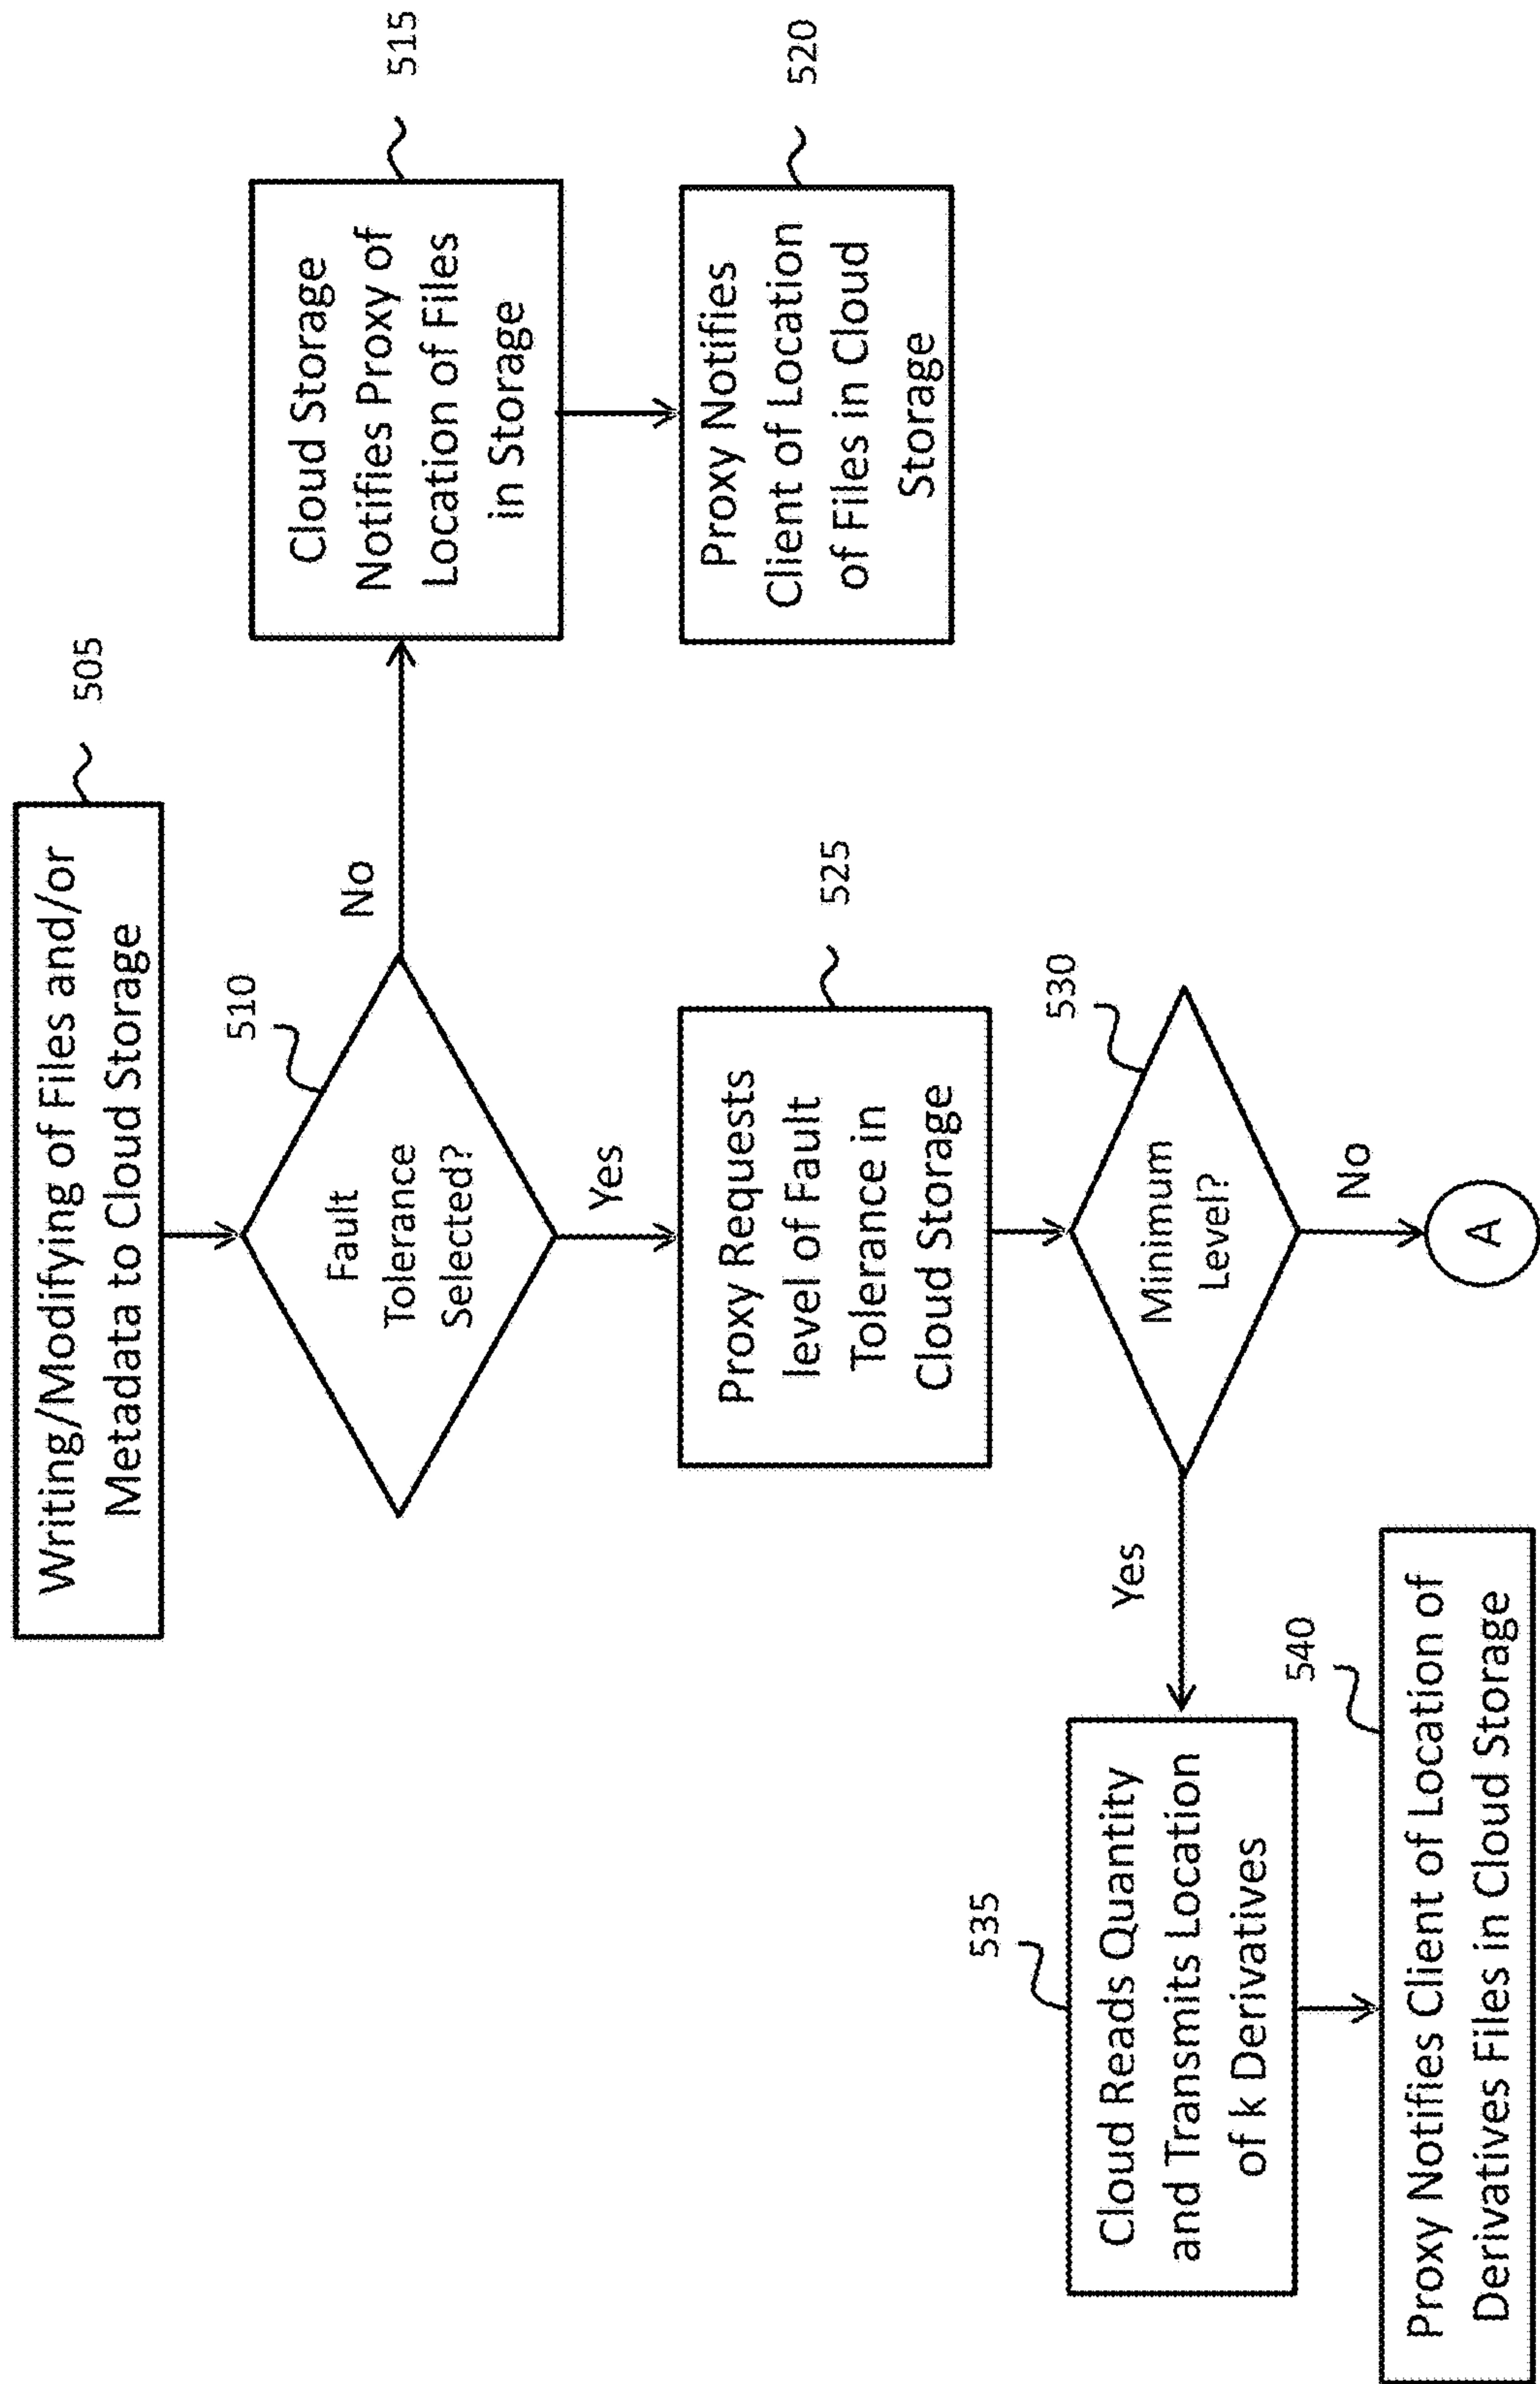 Writing/Modifying of Files and/or
Metadata to Cloud Storage
505
510
Fault
Tolerance
Selected?
No
Yes
Cloud Storage
Notifies Proxy of
Location of Files
in Storage
515
Proxy Notifies
Client of Location
of Files in Cloud
Storage
520
Proxy Requests
level of Fault
Tolerance in
Cloud Storage
525
530
Minimum
Level?
Yes
No
A
535
Cloud Reads Quantity
and Transmits Location
of k Derivatives
540
Proxy Notifies Client of Location of
Derivatives Files in Cloud Storage